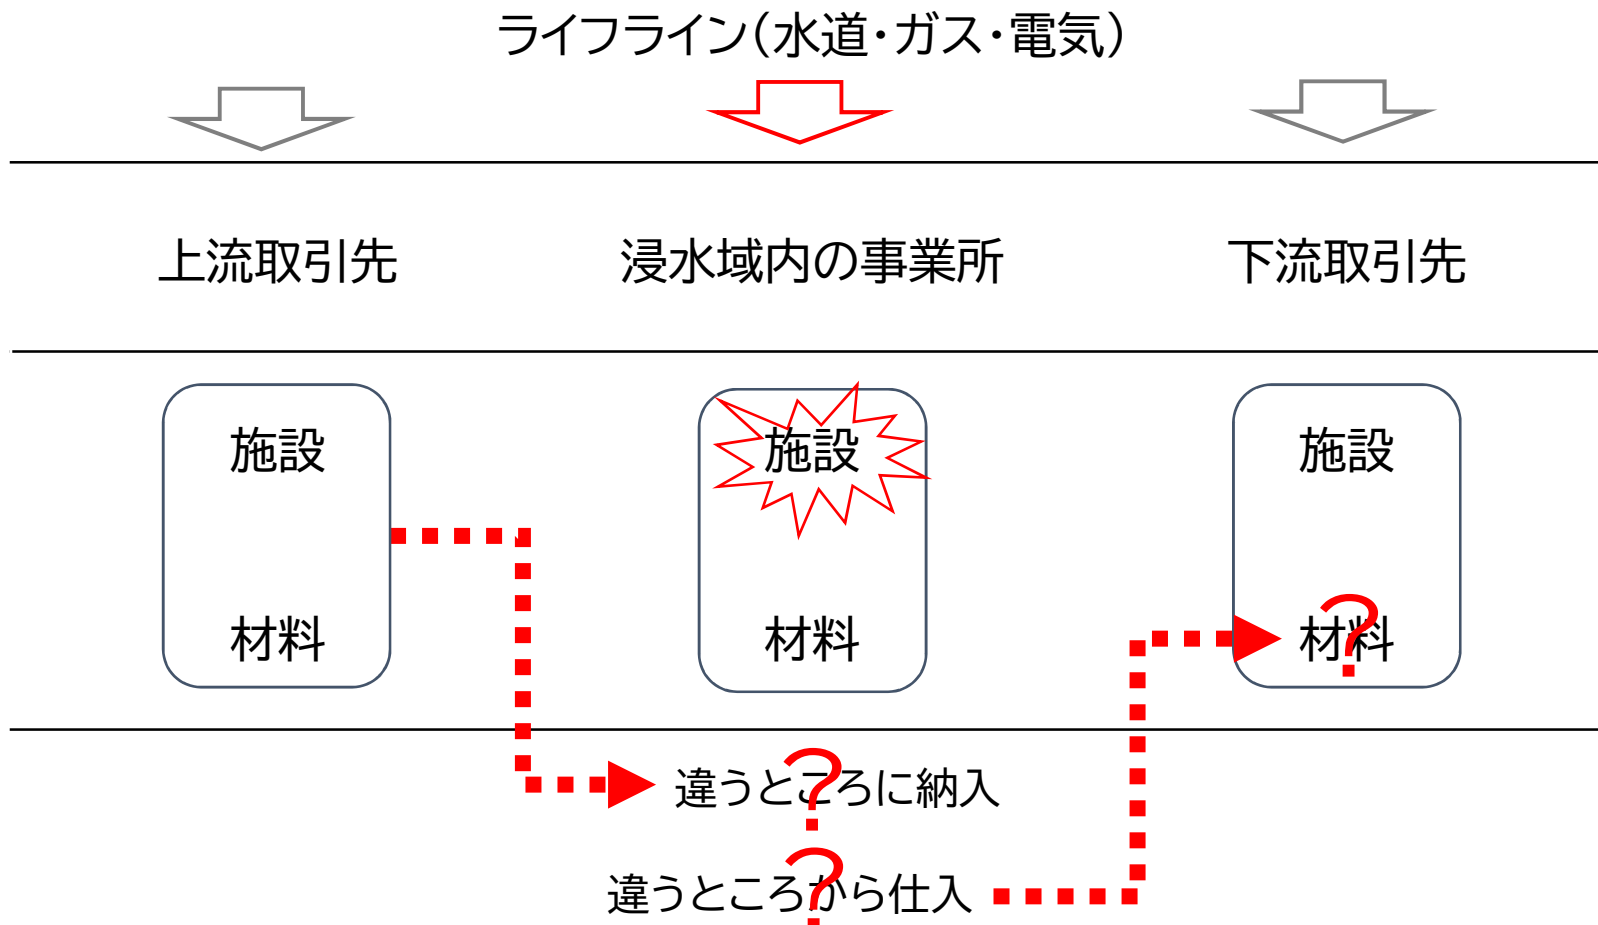 ライフライン(水道・ガス・電気)
上流取引先 浸水域内の事業所 下流取引先
施設 施設 施設
材料 材料 材料
?
違うところに納入
?
違うところから仕入
?